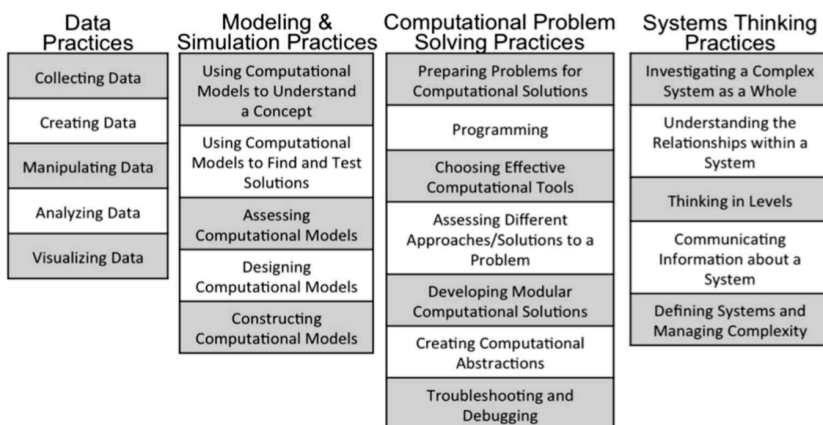 Data
Practices
Collecting Data
Creating Data
Manipulating Data
Analyzing Data
Visualizing Data
Modeling &
Simulation Practices
Using Computational
Models to Understand
a Concept
Using Computational
Models to Find and Test
Solutions
Assessing
Computational Models
Designing
Computational Models
Constructing
Computational Models
Computational Problem
Solving Practices
Preparing Problems for
Computational Solutions
Programming
Choosing Effective
Computational Tools
Assessing Different
Approaches/Solutions to a
Problem
Developing Modular
Computational Solutions
Creating Computational
Abstractions
Troubleshooting and
Debugging
Systems Thinking
Practices
Investigating a Complex
System as a Whole
Understanding the
Relationships within a
System
Thinking in Levels
Communicating
Information about a
System
Defining Systems and
Managing Complexity